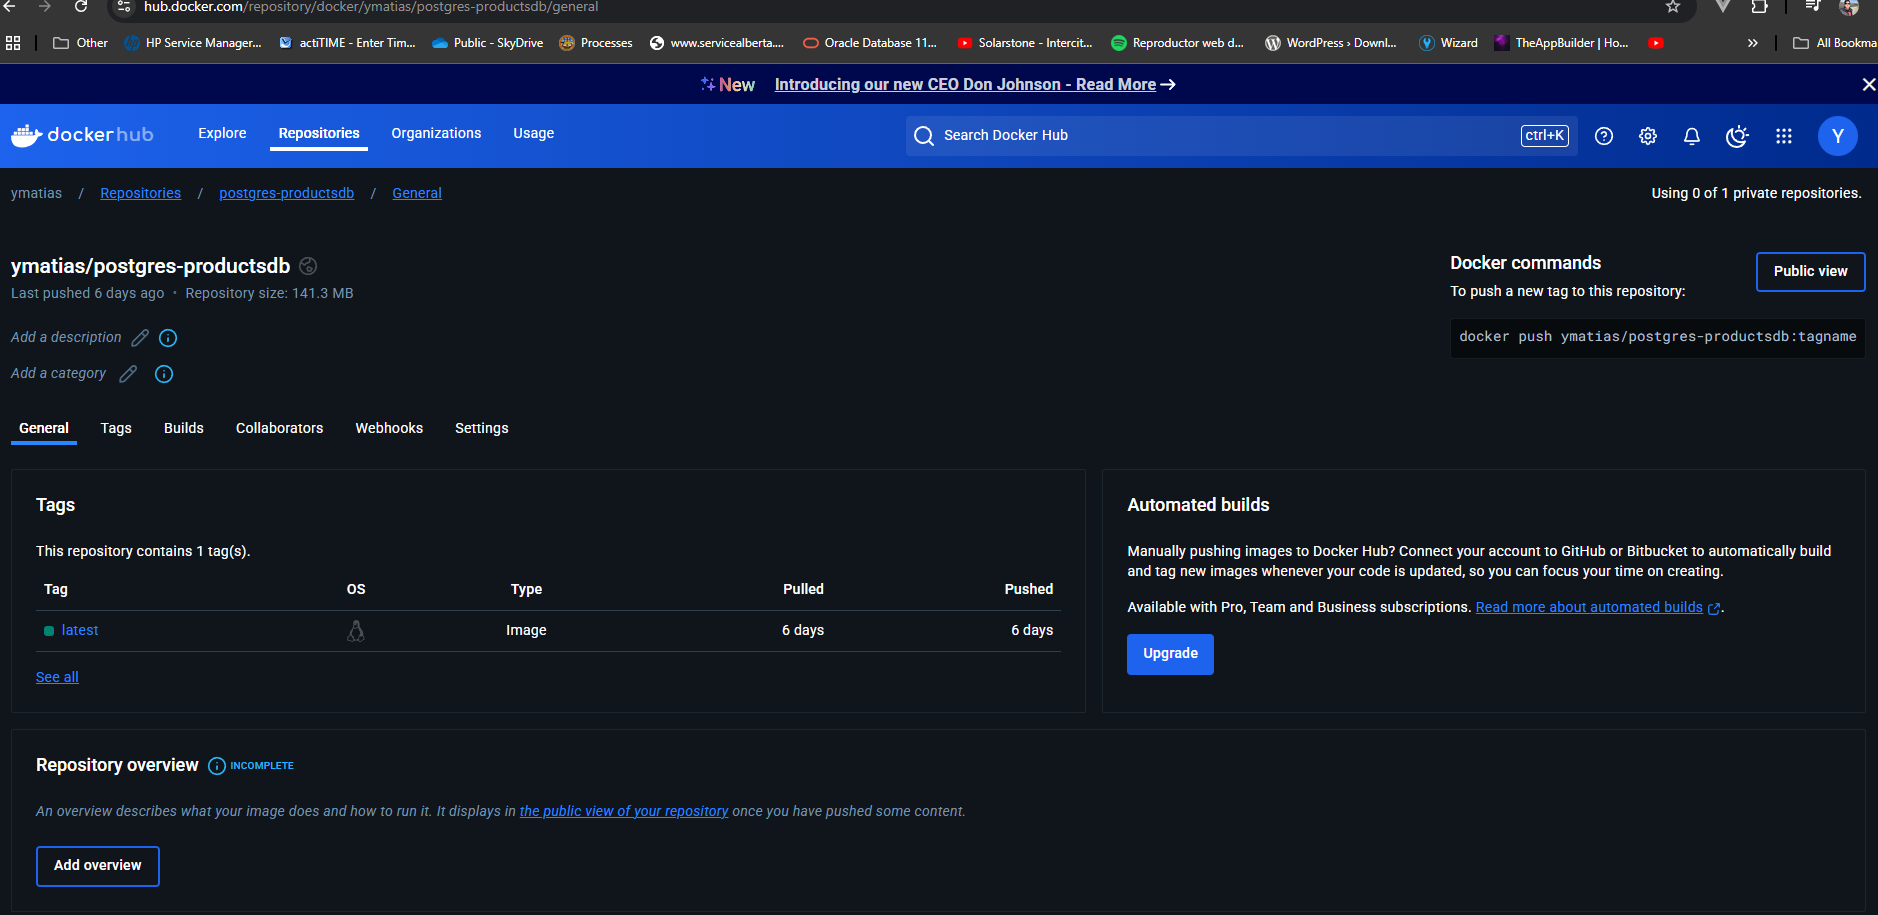 hub.docker.com/repository/docker/ymatias/postgres-productsdb/general
Other HP Service Manager... actiTIME - Enter Tim... Public - SkyDrive Processes www.servicealberta.... Oracle Database 11... Solarstone - Intercit... Reproductor web d... WordPress › Downl... Wizard TheAppBuilder | Ho... » All Bookma
New Introducing our new CEO Don Johnson - Read More →
dockerhub Explore Repositories Organizations Usage Search Docker Hub ctrl+K Y
ymatias / Repositories / postgres-productsdb / General Using 0 of 1 private repositories.
ymatias/postgres-productsdb
Last pushed 6 days ago • Repository size: 141.3 MB
Add a description
Add a category
Docker commands
Public view
To push a new tag to this repository:
docker push ymatias/postgres-productsdb:tagname
General Tags Builds Collaborators Webhooks Settings
Tags
This repository contains 1 tag(s).
Tag OS Type Pulled Pushed
latest Image 6 days 6 days
See all
Automated builds
Manually pushing images to Docker Hub? Connect your account to GitHub or Bitbucket to automatically build
and tag new images whenever your code is updated, so you can focus your time on creating.
Available with Pro, Team and Business subscriptions. Read more about automated builds .
Upgrade
Repository overview INCOMPLETE
An overview describes what your image does and how to run it. It displays in the public view of your repository once you have pushed some content.
Add overview